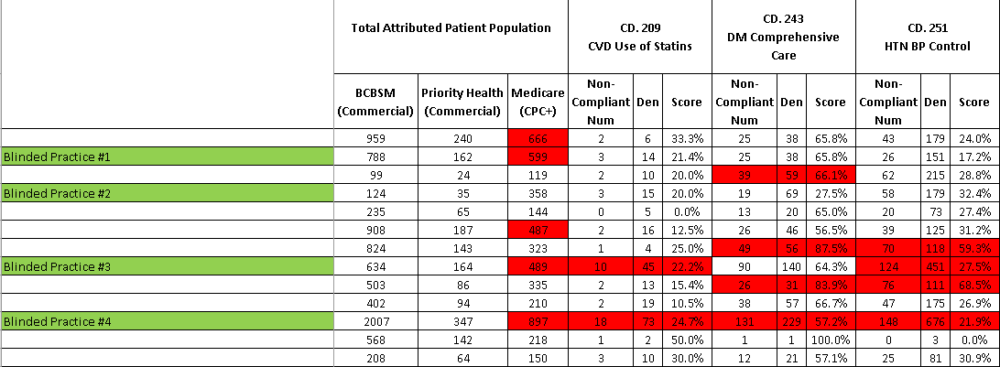 Total Attributed Patient Population
CD. 209
CVD Use of Statins
CD. 243
DM Comprehensive
Care
CD. 251
HTN BP Control
BCBSM
(Commercial)
Priority Health
(Commercial)
Medicare
(CPC+)
Non-
Compliant
Num
Den
Score
Non-
Compliant
Num
Den
Score
Non-
Compliant
Num
Den
Score
959 240 666 2 6 33.3% 25 38 65.8% 43 179 24.0%
Blinded Practice #1 788 162 599 3 14 21.4% 25 38 65.8% 26 151 17.2%
99 24 119 2 10 20.0% 39 59 66.1% 62 215 28.8%
Blinded Practice #2 124 35 358 3 15 20.0% 19 69 27.5% 58 179 32.4%
235 65 144 0 5 0.0% 13 20 65.0% 20 73 27.4%
908 187 487 2 16 12.5% 26 46 56.5% 39 125 31.2%
824 143 323 1 4 25.0% 49 56 87.5% 70 118 59.3%
Blinded Practice #3 634 164 489 10 45 22.2% 90 140 64.3% 124 451 27.5%
503 86 335 2 13 15.4% 26 31 83.9% 76 111 68.5%
402 94 210 2 19 10.5% 38 57 66.7% 47 175 26.9%
Blinded Practice #4 2007 347 897 18 73 24.7% 131 229 57.2% 148 676 21.9%
568 142 218 1 2 50.0% 1 1 100.0% 0 3 0.0%
208 64 150 3 10 30.0% 12 21 57.1% 25 81 30.9%